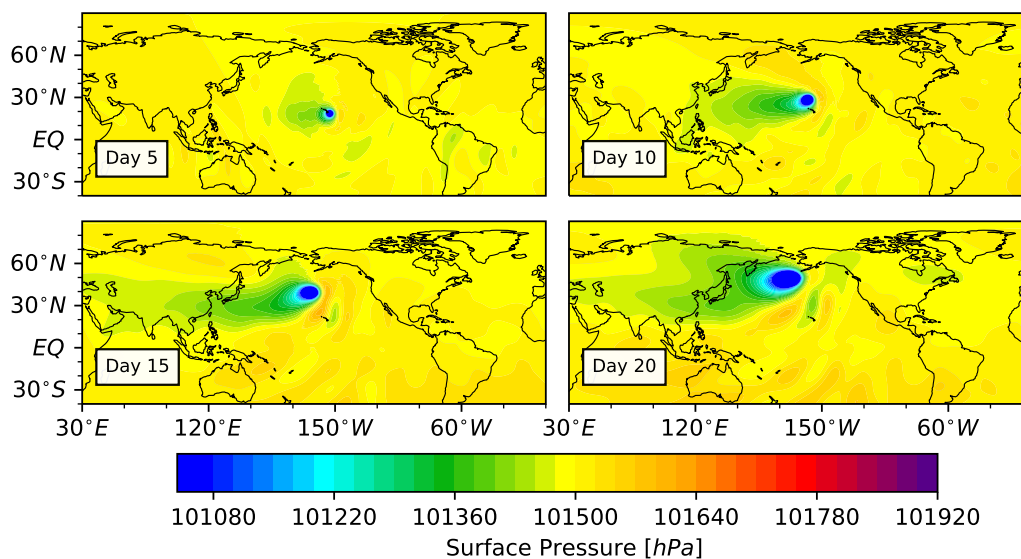 60°N
30°N
EQ
30°S
Day 5
Day 10
60°N
30°N
EQ
30°S
Day 15
Day 20
30°E 120°E 150°W 60°W 30°E 120°E 150°W 60°W
101080 101220 101360 101500 101640 101780 101920
Surface Pressure [hPa]